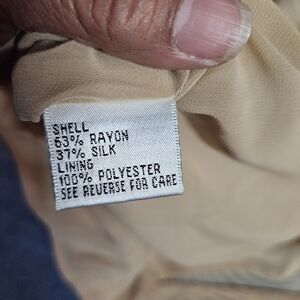 SHELL
63% RAYON
37% SILK
LINING
100% POLYESTER
SEE REVERSE FOR CARE